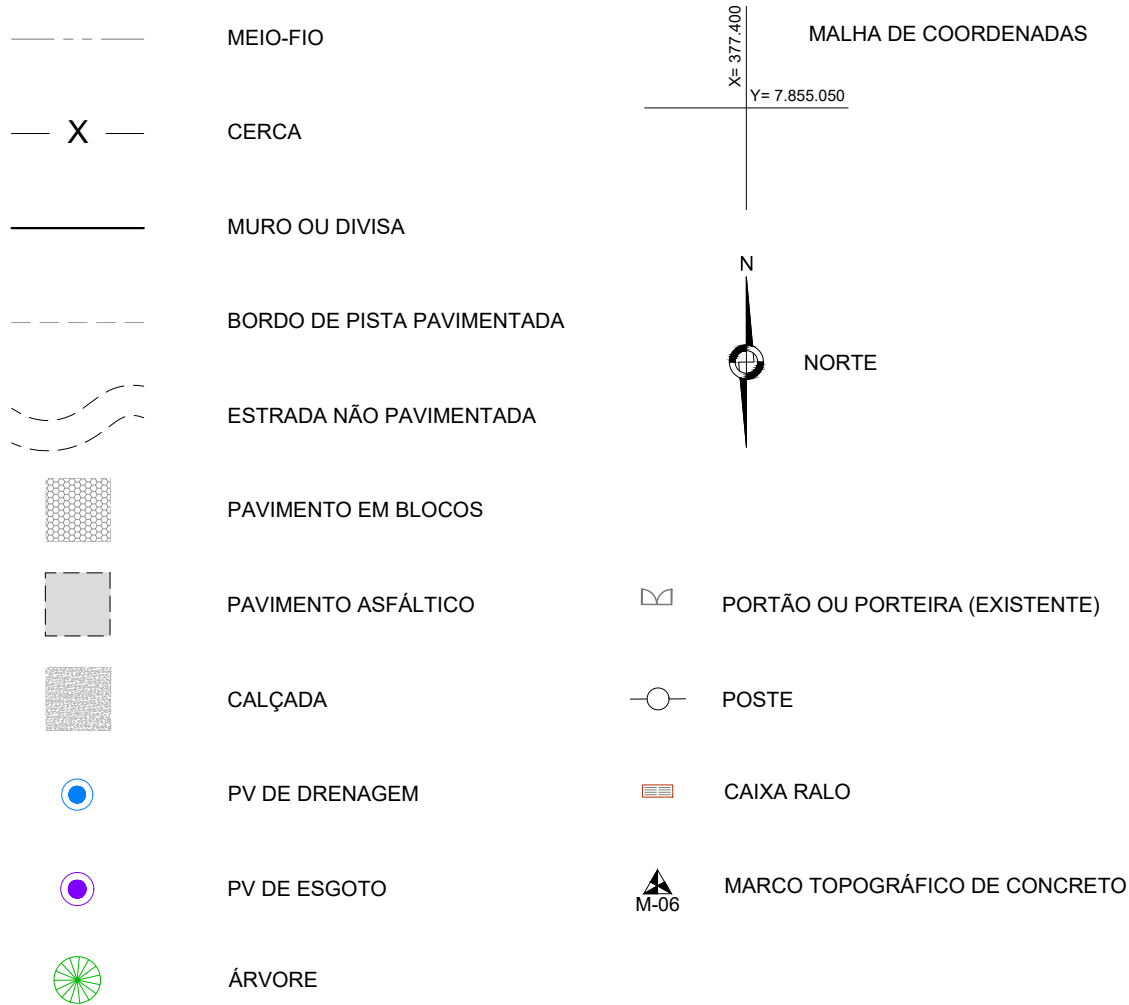 MEIO-FIO
X
CERCA
MURO OU DIVISA
BORDO DE PISTA PAVIMENTADA
ESTRADA NÃO PAVIMENTADA
PAVIMENTO EM BLOCOS
PAVIMENTO ASFÁLTICO
CALÇADA
PV DE DRENAGEM
PV DE ESGOTO
ÁRVORE
X= 377.400
Y= 7.855.050
MALHA DE COORDENADAS
N
NORTE
PORTÃO OU PORTEIRA (EXISTENTE)
POSTE
CAIXA RALO
M-06
MARCO TOPOGRÁFICO DE CONCRETO